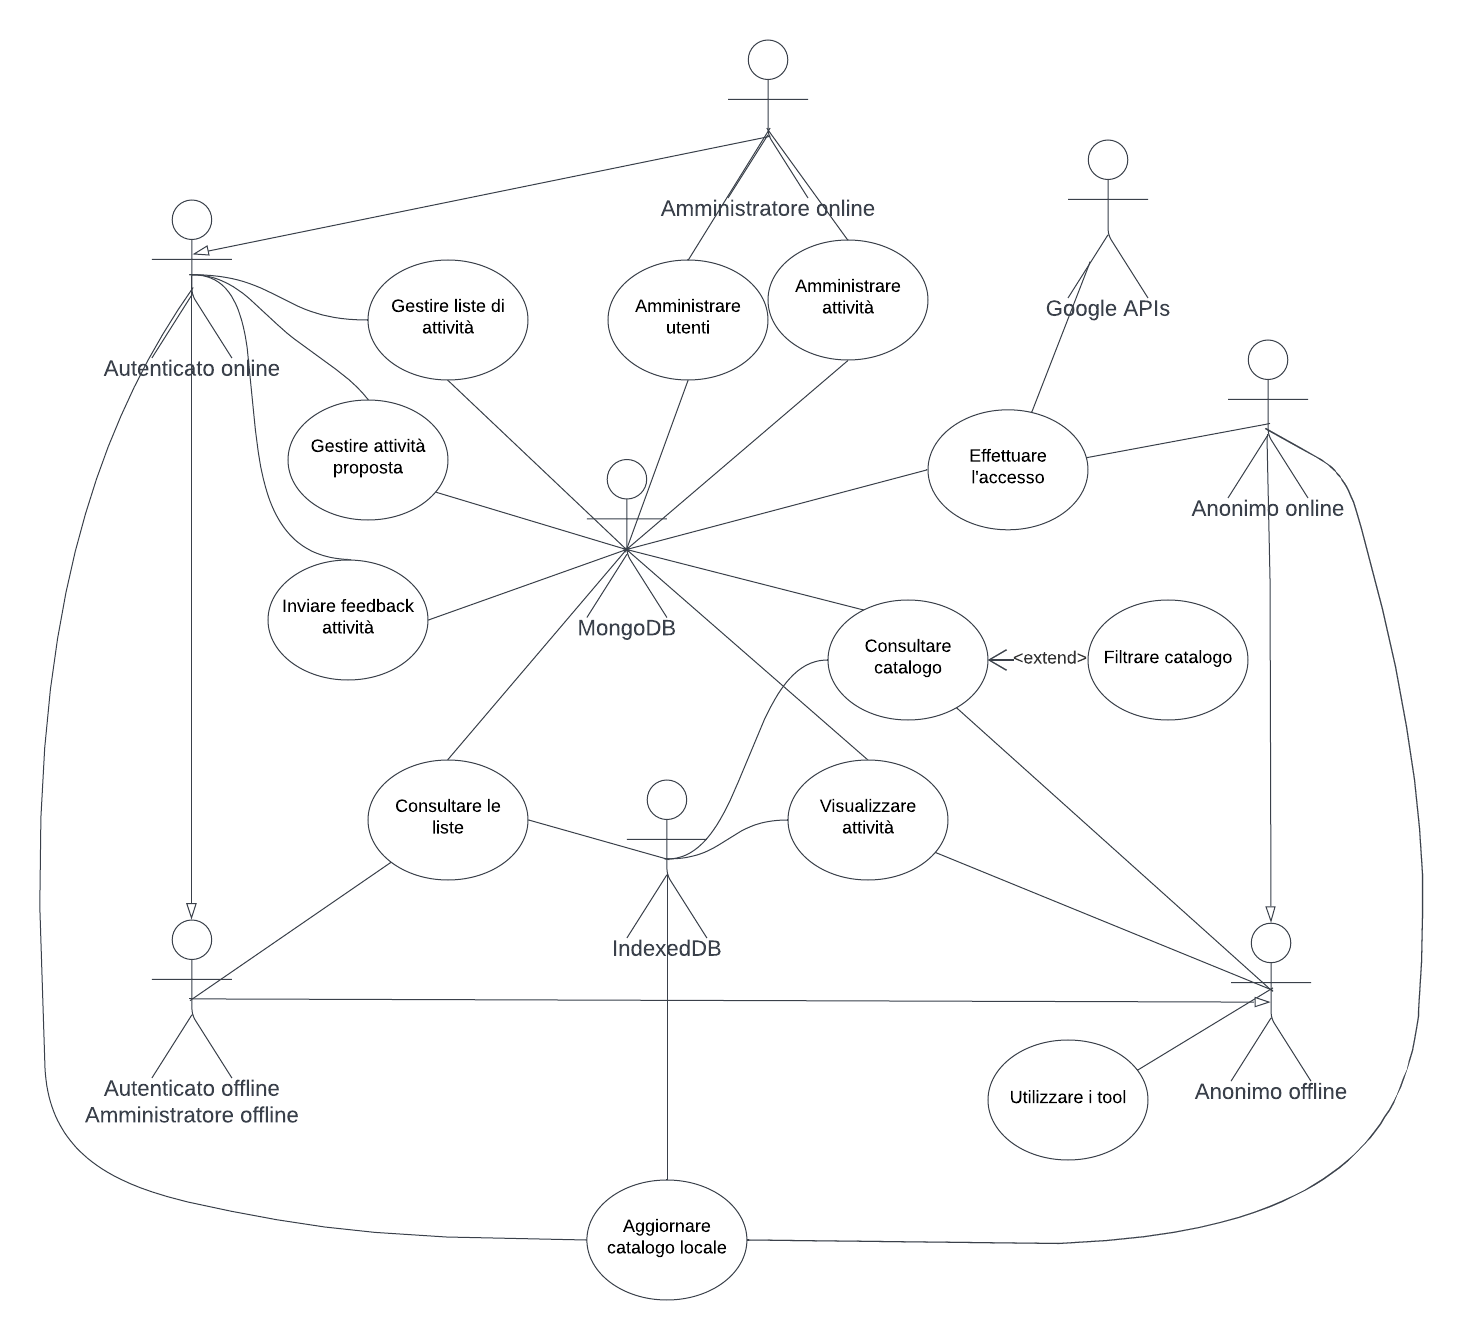 Amministratore online
Google APIs
Autenticato online
Gestire liste di
attività
Amministrare
utenti
Amministrare
attività
Gestire attività
proposta
Effettuare
l'accesso
Anonimo online
Inviare feedback
attività
MongoDB
Consultare
catalogo
<extend>
Filtrare catalogo
Consultare le
liste
Visualizzare
attività
IndexedDB
Autenticato offline
Amministratore offline
Utilizzare i tool
Anonimo offline
Aggiornare
catalogo locale